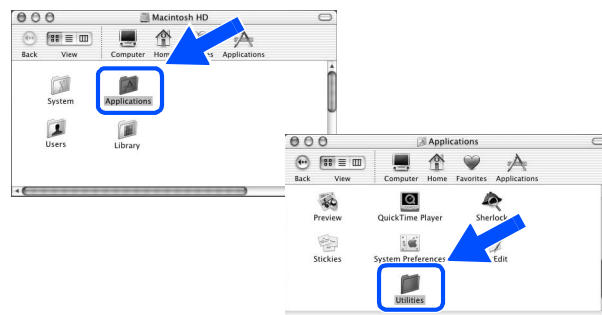 Macintosh HD
Back View Computer Home Applications
System Applications
Users Library
Applications
Back View Computer Home Favorites Applications
Preview QuickTime Player Sherlock
Stickies System Preferences Edit
Utilities